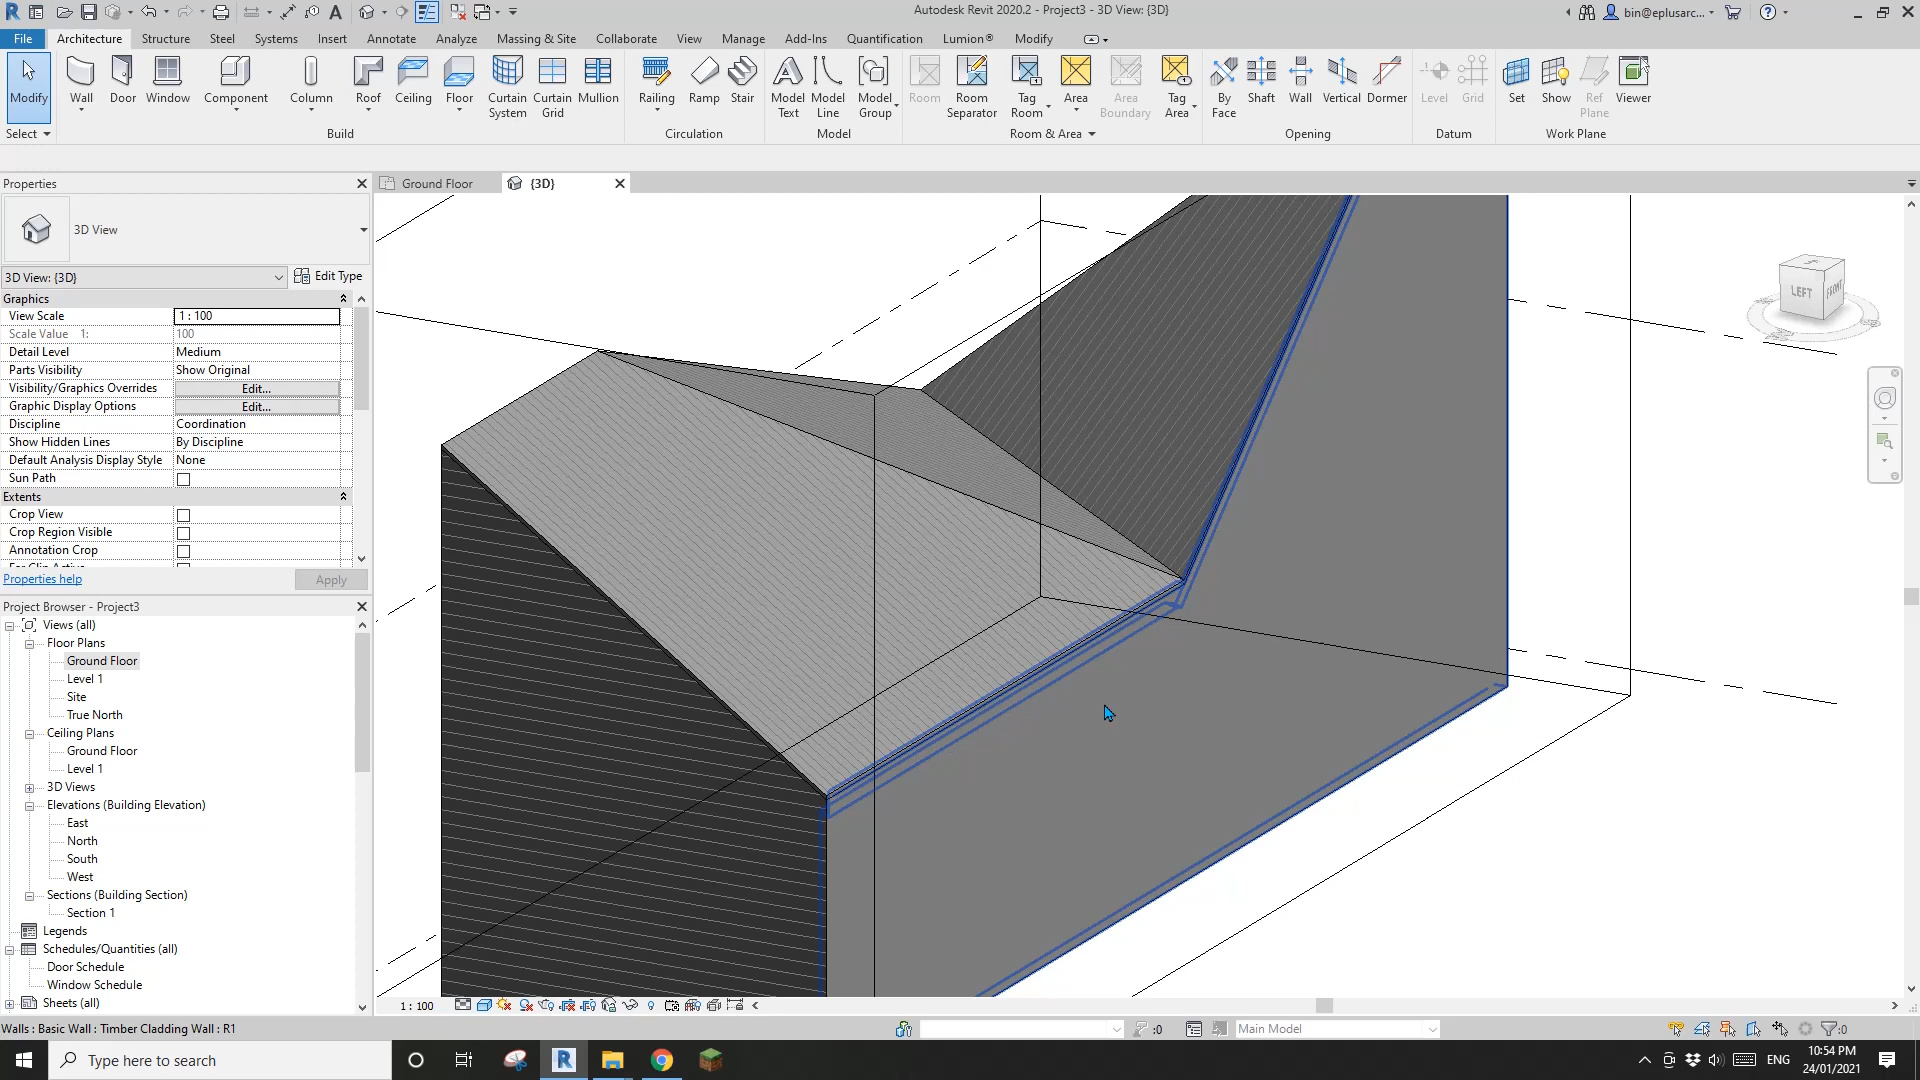 Autodesk Revit 2020.2 - Project3 - 3D View: {3D}
bin@eplusarc...
File Architecture Structure Steel Systems Insert Annotate Analyze Massing & Site Collaborate View Manage Add-Ins Quantification Lumion® Modify
Modify
Wall Door Window Component Column Roof Ceiling Floor Curtain System Curtain Grid Mullion
Railing Ramp Stair Model Text Model Line Model Group
Room Room Separator Tag Room Area Area Boundary Tag Area
By Face Shaft Wall Vertical Dormer Level Grid Set Show Ref Plane Viewer
Select Build Circulation Model Room & Area Opening Datum Work Plane
Properties
Ground Floor
{3D}
3D View
3D View: {3D}
Edit Type
Graphics
View Scale 1 : 100
Scale Value 1: 100
Detail Level Medium
Parts Visibility Show Original
Visibility/Graphics Overrides Edit...
Graphic Display Options Edit...
Discipline Coordination
Show Hidden Lines By Discipline
Default Analysis Display Style None
Sun Path
Extents
Crop View
Crop Region Visible
Annotation Crop
Properties help
Apply
Project Browser - Project3
Views (all)
Floor Plans
Ground Floor
Level 1
Site
True North
Ceiling Plans
Ground Floor
Level 1
3D Views
Elevations (Building Elevation)
East
North
South
West
Sections (Building Section)
Section 1
Legends
Schedules/Quantities (all)
Door Schedule
Window Schedule
Sheets (all)
LEFT
FRONT
1 : 100
Walls : Basic Wall : Timber Cladding Wall : R1
:0
Main Model
:0
Type here to search
ENG
10:54 PM
24/01/2021